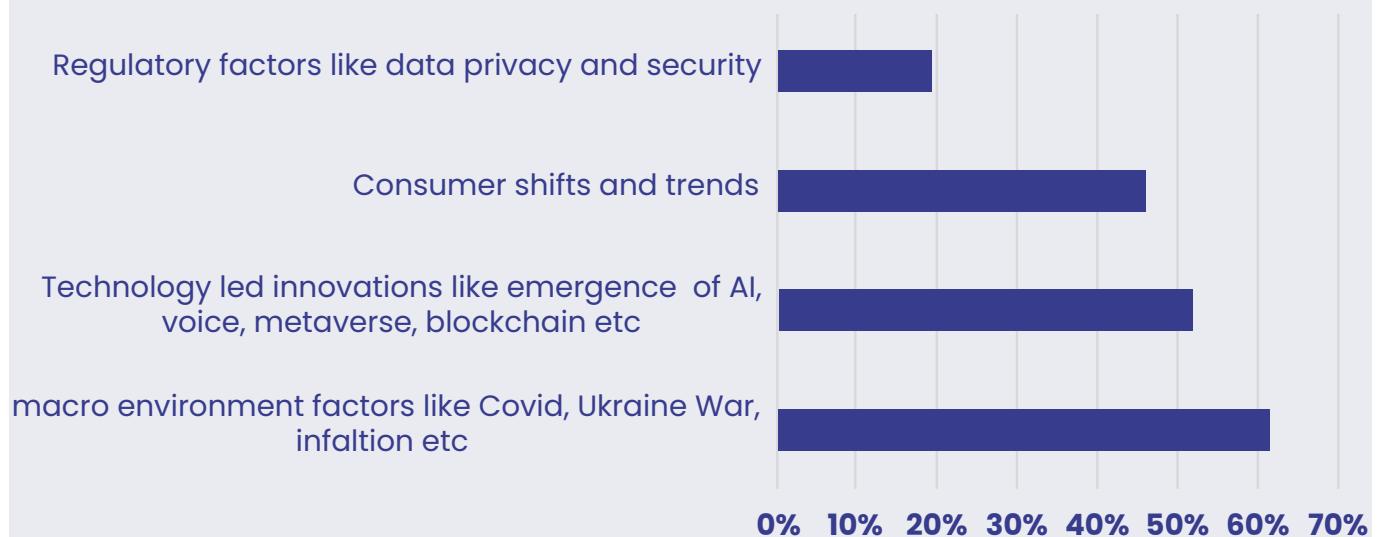 Regulatory factors like data privacy and security
Consumer shifts and trends
Technology led innovations like emergence  of AI,
voice, metaverse, blockchain etc
macro environment factors like Covid, Ukraine War,
infaltion etc
0% 10% 20% 30% 40% 50% 60% 70%